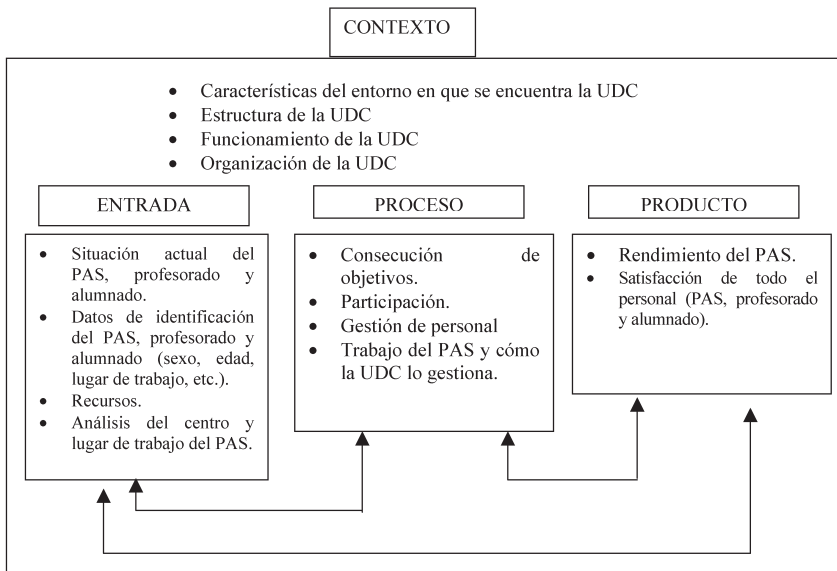 CONTEXTO
• Características del entorno en que se encuentra la UDC
• Estructura de la UDC
• Funcionamiento de la UDC
• Organización de la UDC
ENTRADA
• Situación actual del
PAS, profesorado y
alumnado.
• Datos de identificación
del PAS, profesorado y
alumnado (sexo, edad,
lugar de trabajo, etc.).
• Recursos.
• Análisis del centro y
lugar de trabajo del PAS.
PROCESO
• Consecución de
objetivos.
• Participación.
• Gestión de personal
• Trabajo del PAS y cómo
la UDC lo gestiona.
PRODUCTO
• Rendimiento del PAS.
• Satisfacción de todo el
personal (PAS, profesorado
y alumnado).